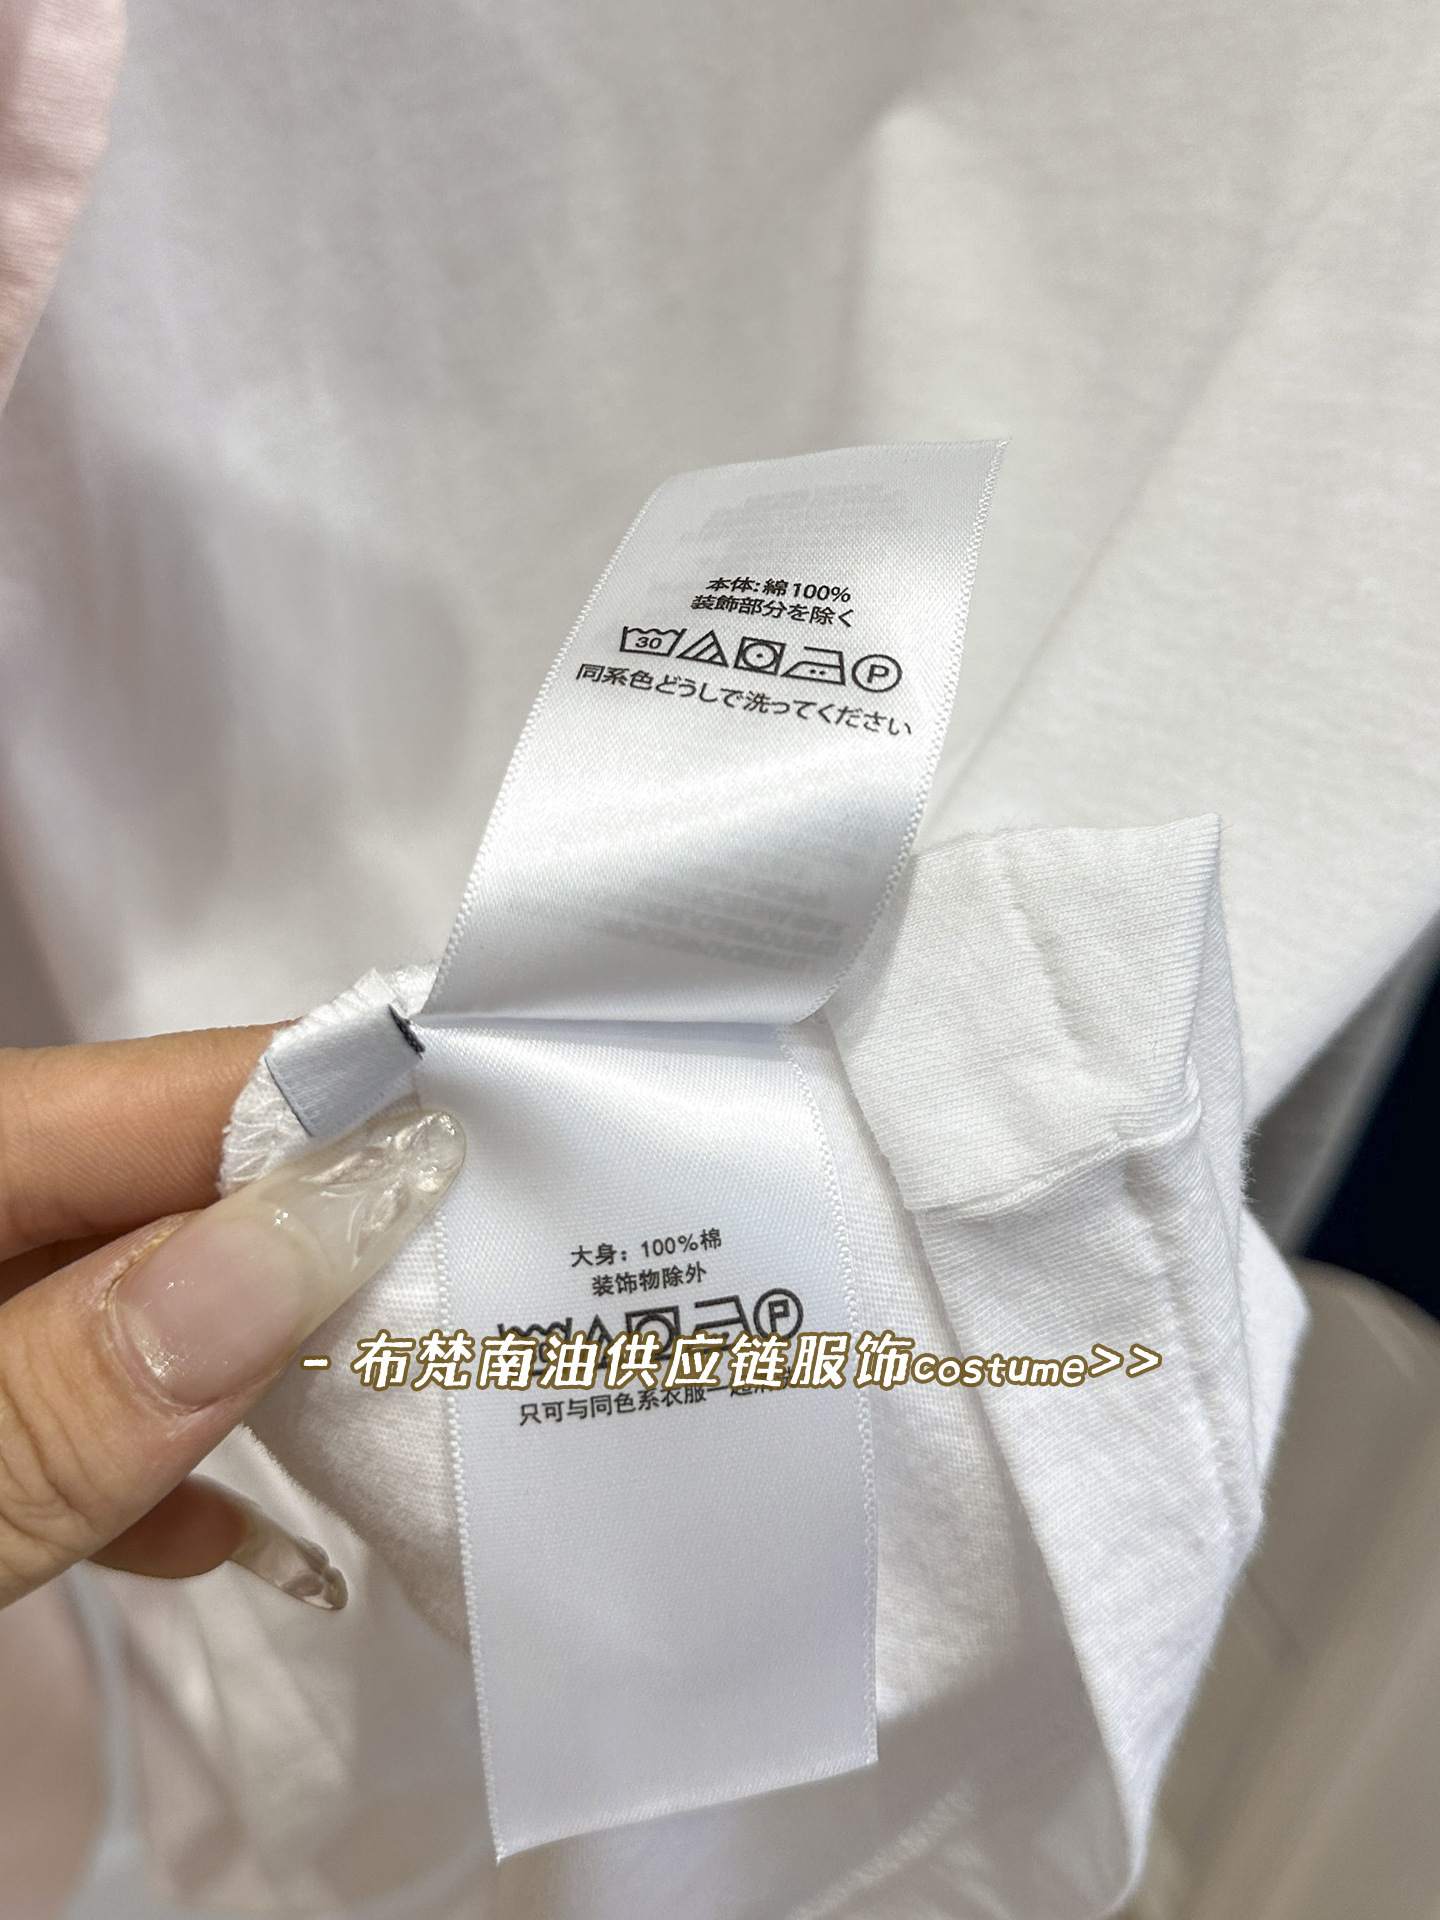 本体:綿100%
装飾部分を除く
30
P
同系色どうしで洗ってください
大身：100%棉
装饰物除外
P
- 布梵南油供应链服饰costume>>
只可与同色系衣服一起